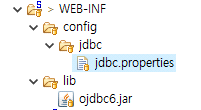 > WEB-INF
config
jdbc
jdbc.properties
lib
ojdbc6.jar